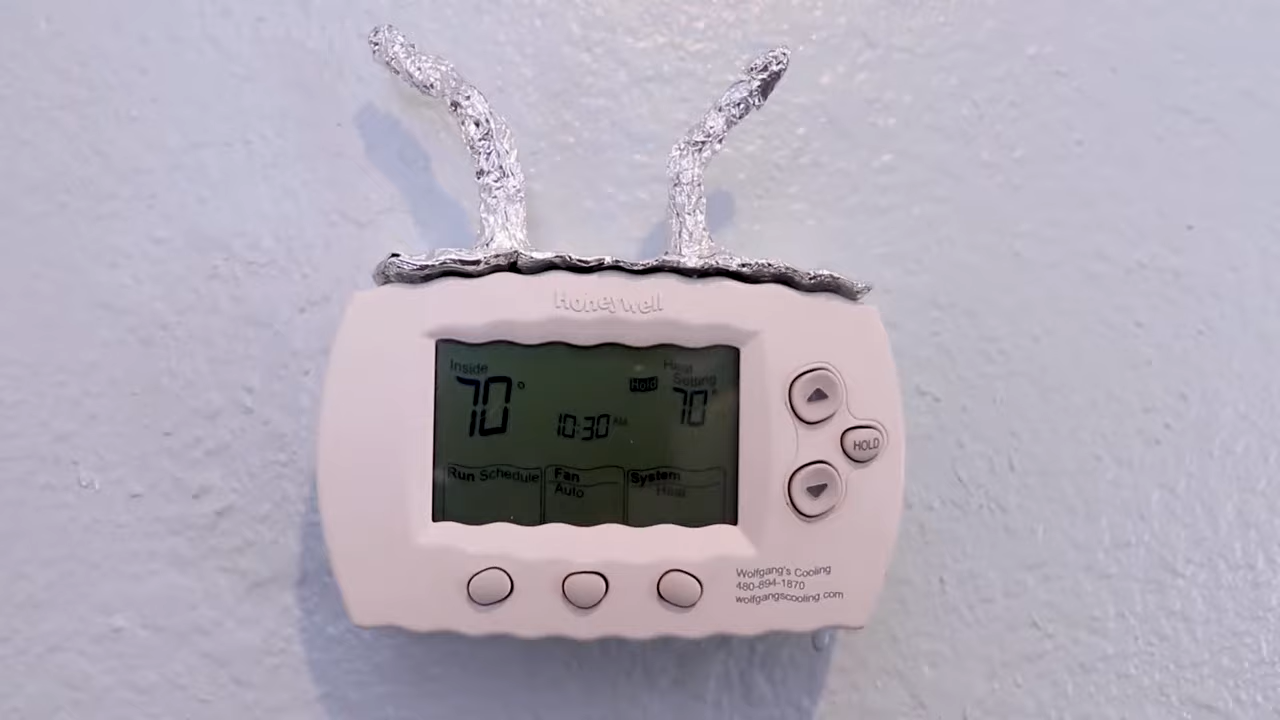 Honeywell
Inside
Hold
Heat
Setting
70°
10:30 AM
70°
Run Schedule
Fan
System
Auto
Heat
HOLD
Wolfgang's Cooling
480-894-1870
wolfgangscooling.com